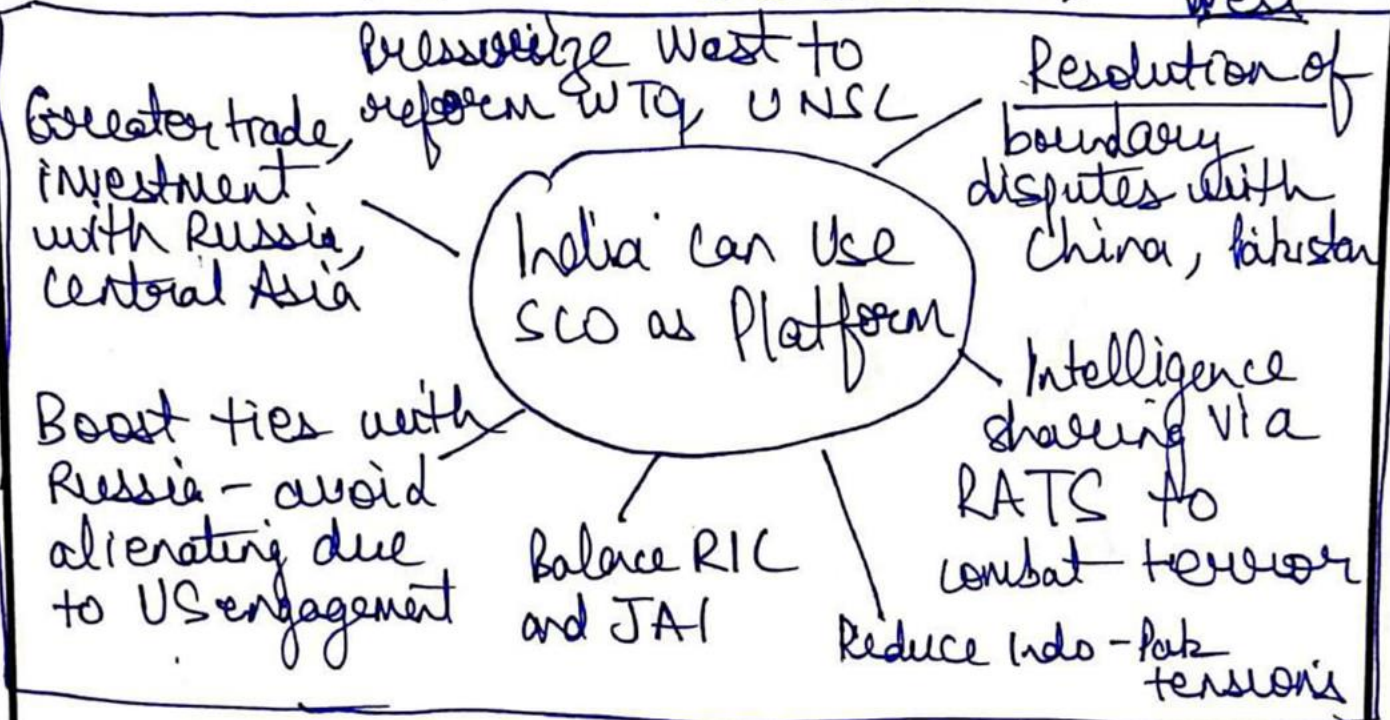 West
Pressurize West to
reform WTO, UNSC
Greater trade,
investment
with Russia,
Central Asia
Resolution of
boundary
disputes with
China, Pakistan
India can Use
SCO as Platform
Boost ties with
Russia - avoid
alienating due
to US engagement
Balace RIC
and JAI
Intelligence
sharing via
RATS to
combat terror
Reduce Indo-Pak
tensions